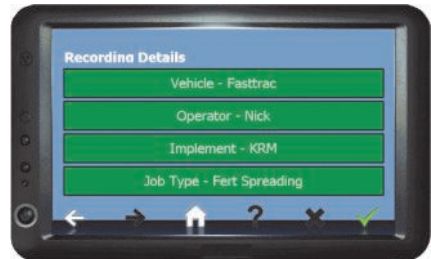 Recording Details
Vehicle - Fasttrac
Operator - Nick
Implement - KRM
Job Type - Fert Spreading
?